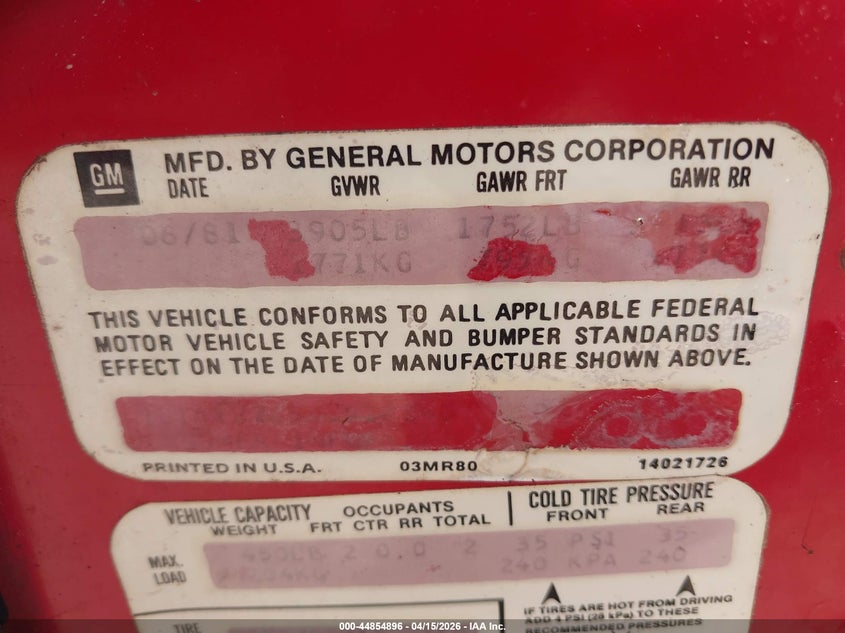 GM
MFD. BY GENERAL MOTORS CORPORATION
DATE GVWR GAWR FRT GAWR RR
06/81 3905LB 1752LB
1771KG
THIS VEHICLE CONFORMS TO ALL APPLICABLE FEDERAL
MOTOR VEHICLE SAFETY AND BUMPER STANDARDS IN
EFFECT ON THE DATE OF MANUFACTURE SHOWN ABOVE.
PRINTED IN U.S.A. 03MR80 14021726
VEHICLE CAPACITY OCCUPANTS COLD TIRE PRESSURE
WEIGHT FRT CTR RR TOTAL FRONT REAR
MAX. 450LB 2 0 0 2 35 PSI 35
LOAD 240 KPA 240
IF TIRES ARE HOT FROM DRIVING
ADD 4 PSI (28 kPa) TO THESE
RECOMMENDED PRESSURES
TIRE
000-44854896 - 04/15/2026 - IAA Inc.